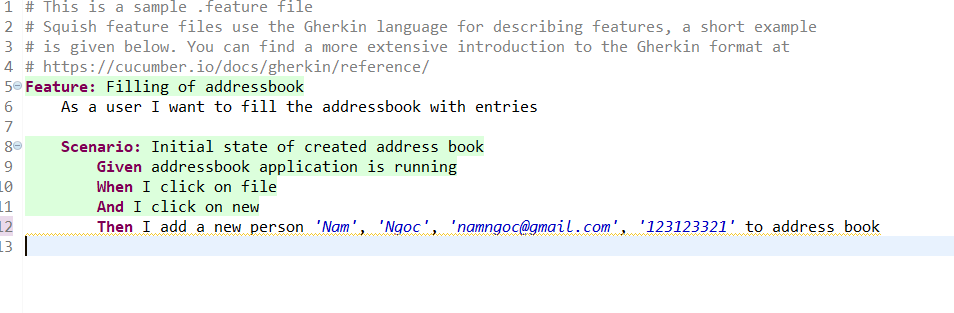 1 # This is a sample .feature file
2 # Squish feature files use the Gherkin language for describing features, a short example
3 # is given below. You can find a more extensive introduction to the Gherkin format at
4 # https://cucumber.io/docs/gherkin/reference/
5 Feature: Filling of addressbook
6 As a user I want to fill the addressbook with entries
7
8 Scenario: Initial state of created address book
9 Given addressbook application is running
10 When I click on file
11 And I click on new
12 Then I add a new person 'Nam', 'Ngoc', 'namngoc@gmail.com', '123123321' to address book
13